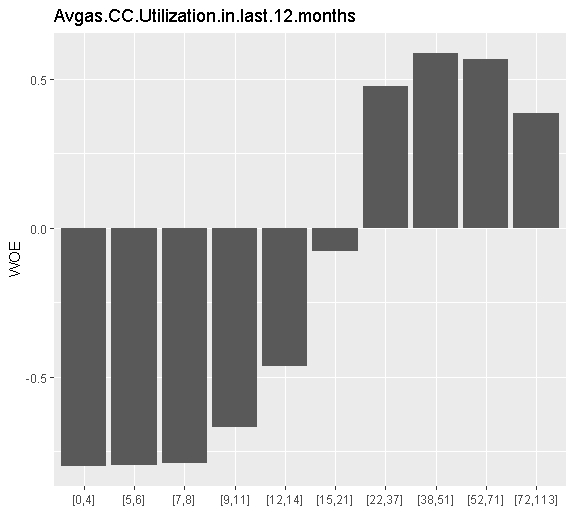 Avgas.CC.Utilization.in.last.12.months
WOE
0.5
0.0
-0.5
[0,4] [5,6] [7,8] [9,11] [12,14] [15,21] [22,37] [38,51] [52,71] [72,113]